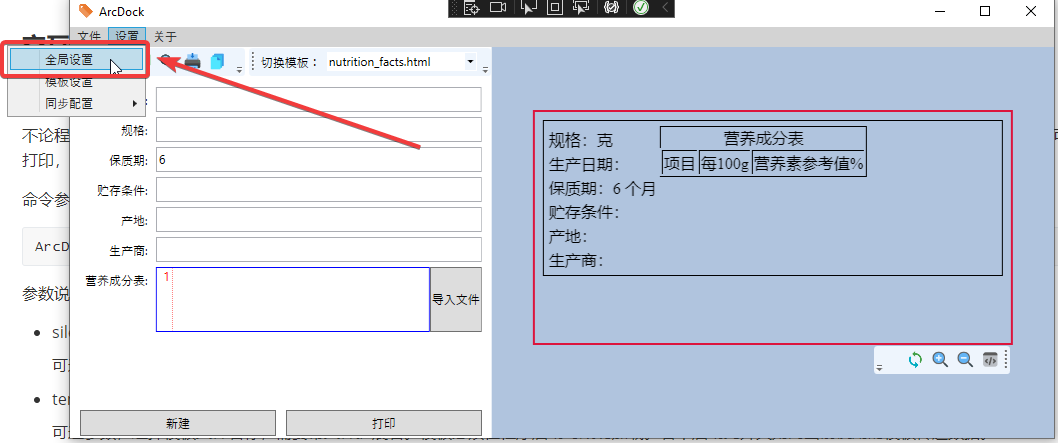 ArcDock
文件 设置 关于
全局设置
模板设置
同步配置
切换模板： nutrition_facts.html
规格:
保质期: 6
贮存条件:
产地:
生产商:
营养成分表: 1
导入文件
新建 打印
规格：克
营养成分表
项目 每100g 营养素参考值%
生产日期：
保质期：6 个月
贮存条件：
产地：
生产商：
不论程
打印，
命令参
ArcD
参数说